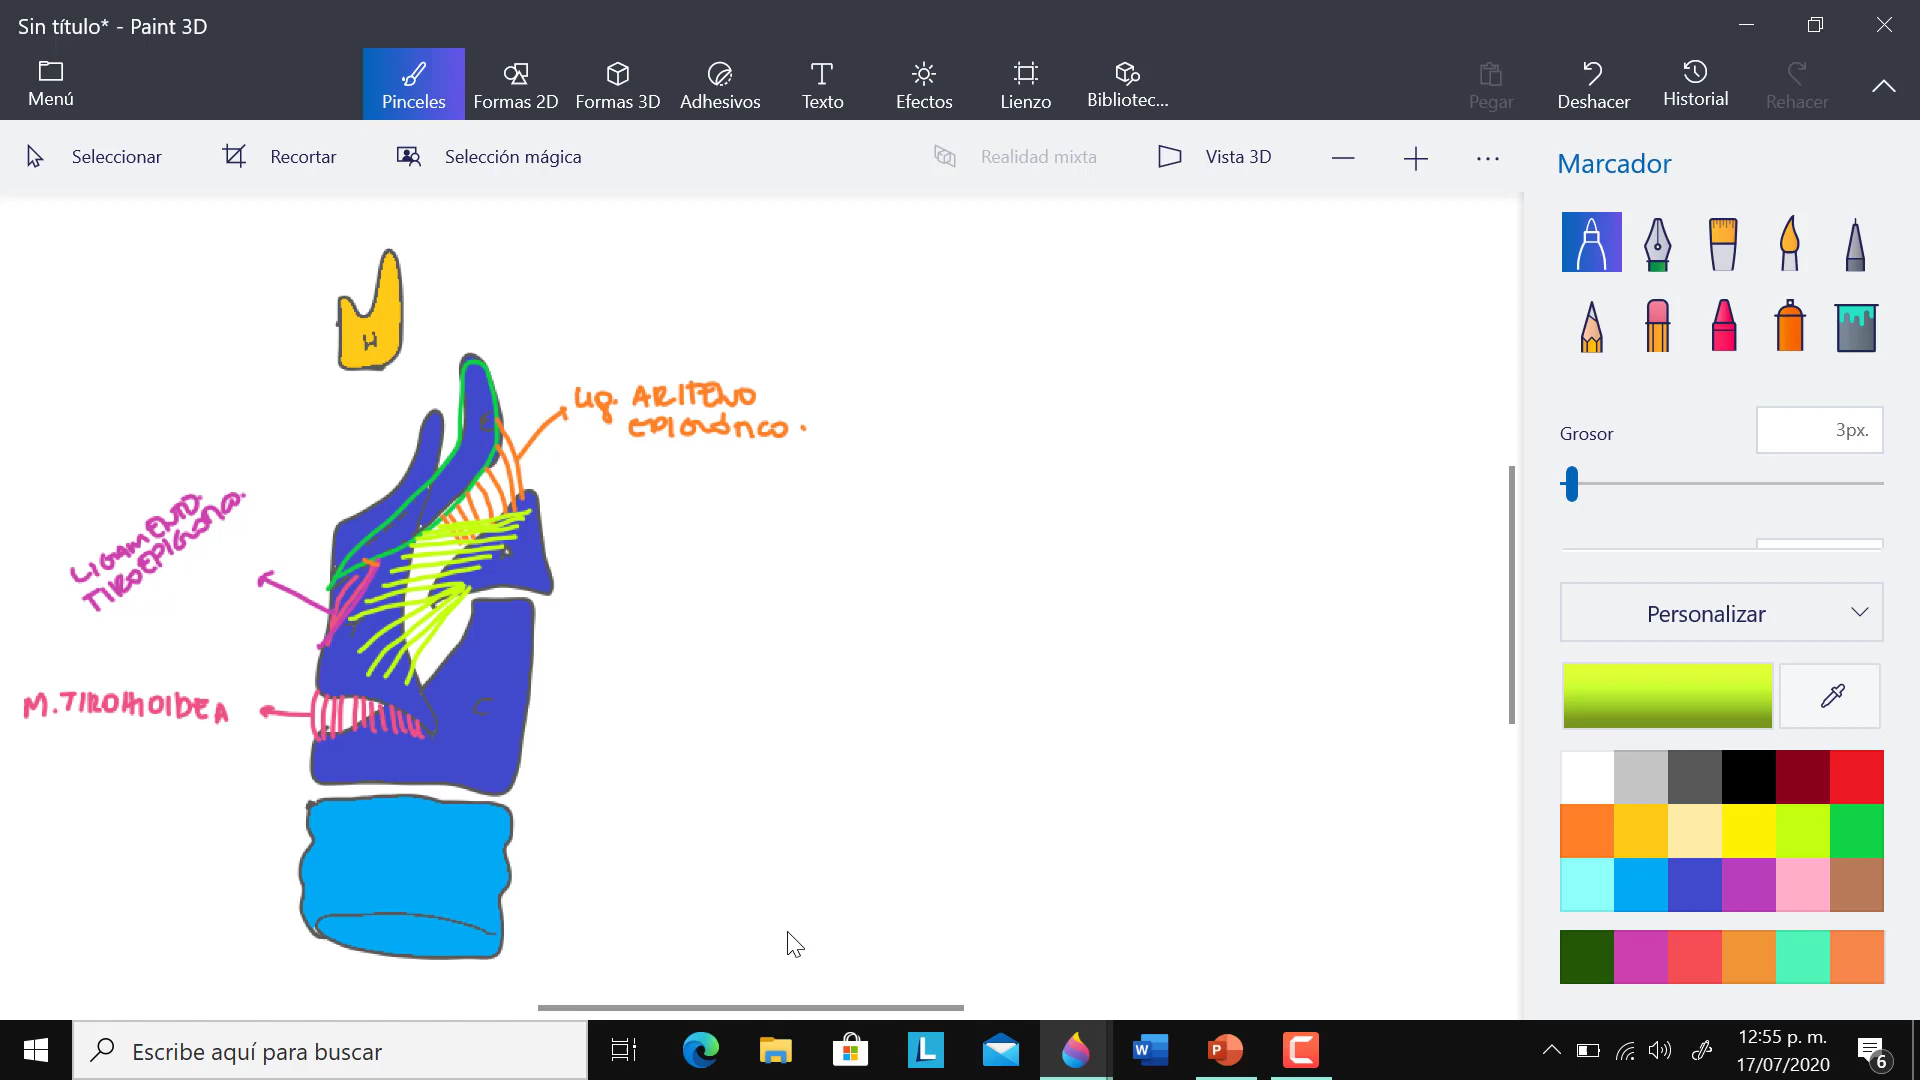 Sin título* - Paint 3D
Menú
Pinceles
Formas 2D
Formas 3D
Adhesivos
Texto
Efectos
Lienzo
Bibliotec...
Pegar
Deshacer
Historial
Rehacer
Seleccionar
Recortar
Selección mágica
Realidad mixta
Vista 3D
Marcador
Grosor
3px.
Personalizar
H
E
LIG. ARITENO
EPIGLÓTICO.
LIGAMENTO
TIROEPIGLÓTICO.
A
T
M. TIROHIOIDEA
C
Escribe aquí para buscar
12:55 p. m.
17/07/2020
6